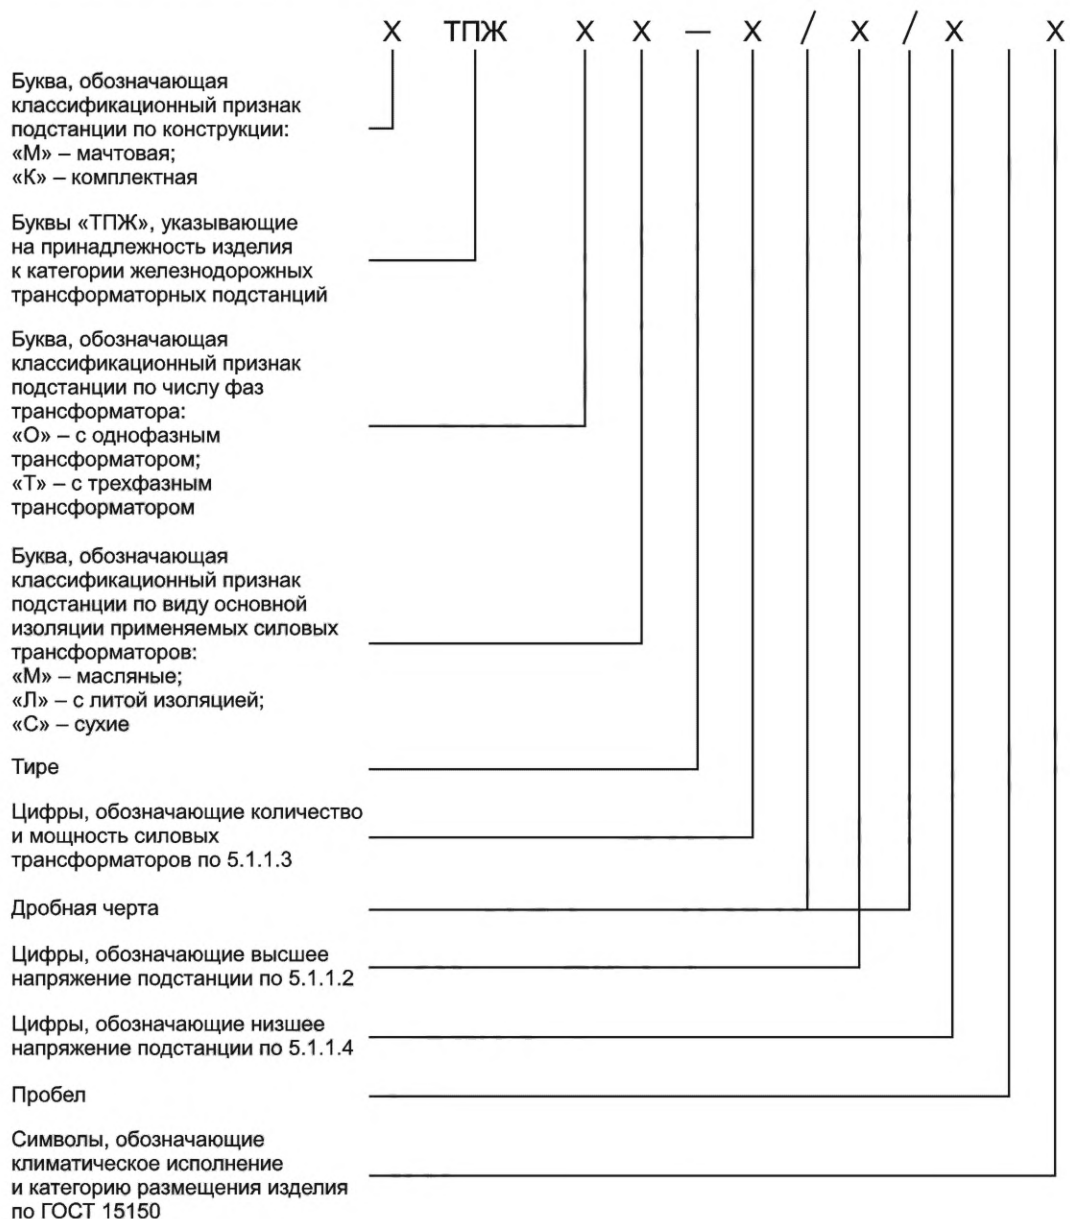 Х ТПЖ Х Х — Х / Х / Х Х
Буква, обозначающая
классификационный признак
подстанции по конструкции:
«М» – мачтовая;
«К» – комплектная
Буквы «ТПЖ», указывающие
на принадлежность изделия
к категории железнодорожных
трансформаторных подстанций
Буква, обозначающая
классификационный признак
подстанции по числу фаз
трансформатора:
«О» – с однофазным
трансформатором;
«Т» – с трехфазным
трансформатором
Буква, обозначающая
классификационный признак
подстанции по виду основной
изоляции применяемых силовых
трансформаторов:
«М» – масляные;
«Л» – с литой изоляцией;
«С» – сухие
Тире
Цифры, обозначающие количество
и мощность силовых
трансформаторов по 5.1.1.3
Дробная черта
Цифры, обозначающие высшее
напряжение подстанции по 5.1.1.2
Цифры, обозначающие низшее
напряжение подстанции по 5.1.1.4
Пробел
Символы, обозначающие
климатическое исполнение
и категорию размещения изделия
по ГОСТ 15150